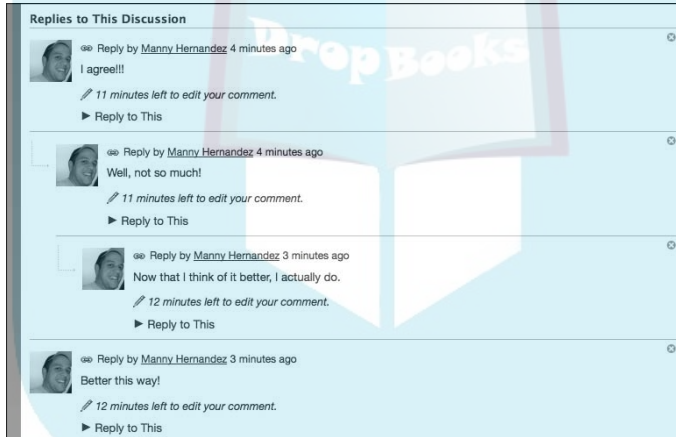 Replies to This Discussion
Reply by Manny Hernandez 4 minutes ago
I agree!!!
11 minutes left to edit your comment.
► Reply to This
Reply by Manny Hernandez 4 minutes ago
Well, not so much!
11 minutes left to edit your comment.
► Reply to This
Reply by Manny Hernandez 3 minutes ago
Now that I think of it better, I actually do.
12 minutes left to edit your comment.
► Reply to This
Reply by Manny Hernandez 3 minutes ago
Better this way!
12 minutes left to edit your comment.
► Reply to This
DropBooks